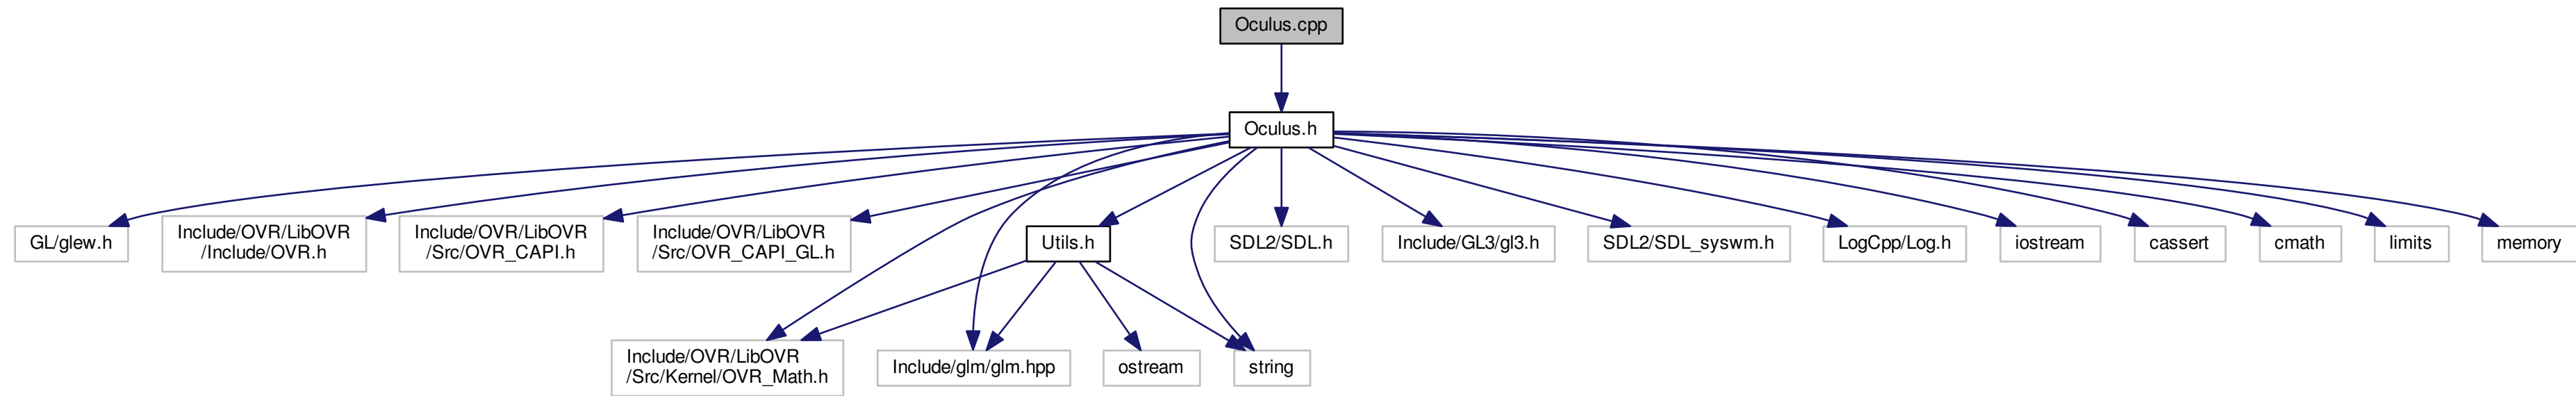 Oculus.cpp
Oculus.h
GL/glew.h
Include/OVR/LibOVR
/Include/OVR.h
Include/OVR/LibOVR
/Src/OVR_CAPI.h
Include/OVR/LibOVR
/Src/OVR_CAPI_GL.h
Utils.h
SDL2/SDL.h
Include/GL3/gl3.h
SDL2/SDL_syswm.h
LogCpp/Log.h
iostream
cassert
cmath
limits
memory
Include/OVR/LibOVR
/Src/Kernel/OVR_Math.h
Include/glm/glm.hpp
ostream
string